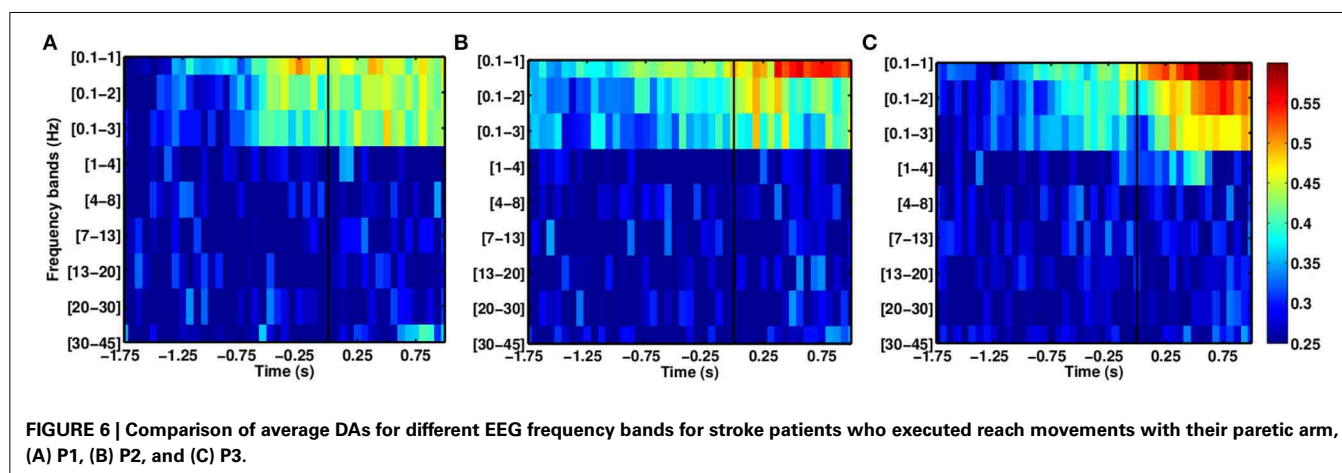 A
B
C
Frequency bands (Hz)
[0.1−1]
[0.1−2]
[0.1−3]
[1−4]
[4−8]
[7−13]
[13−20]
[20−30]
[30−45]
−1.75 −1.25 −0.75 −0.25 0.25 0.75
Time (s)
[0.1−1]
[0.1−2]
[0.1−3]
[1−4]
[4−8]
[7−13]
[13−20]
[20−30]
[30−45]
−1.75 −1.25 −0.75 −0.25 0.25 0.75
Time (s)
[0.1−1]
[0.1−2]
[0.1−3]
[1−4]
[4−8]
[7−13]
[13−20]
[20−30]
[30−45]
−1.75 −1.25 −0.75 −0.25 0.25 0.75
Time (s)
0.55
0.5
0.45
0.4
0.35
0.3
0.25
FIGURE 6 | Comparison of average DAs for different EEG frequency bands for stroke patients who executed reach movements with their paretic arm,
(A) P1, (B) P2, and (C) P3.